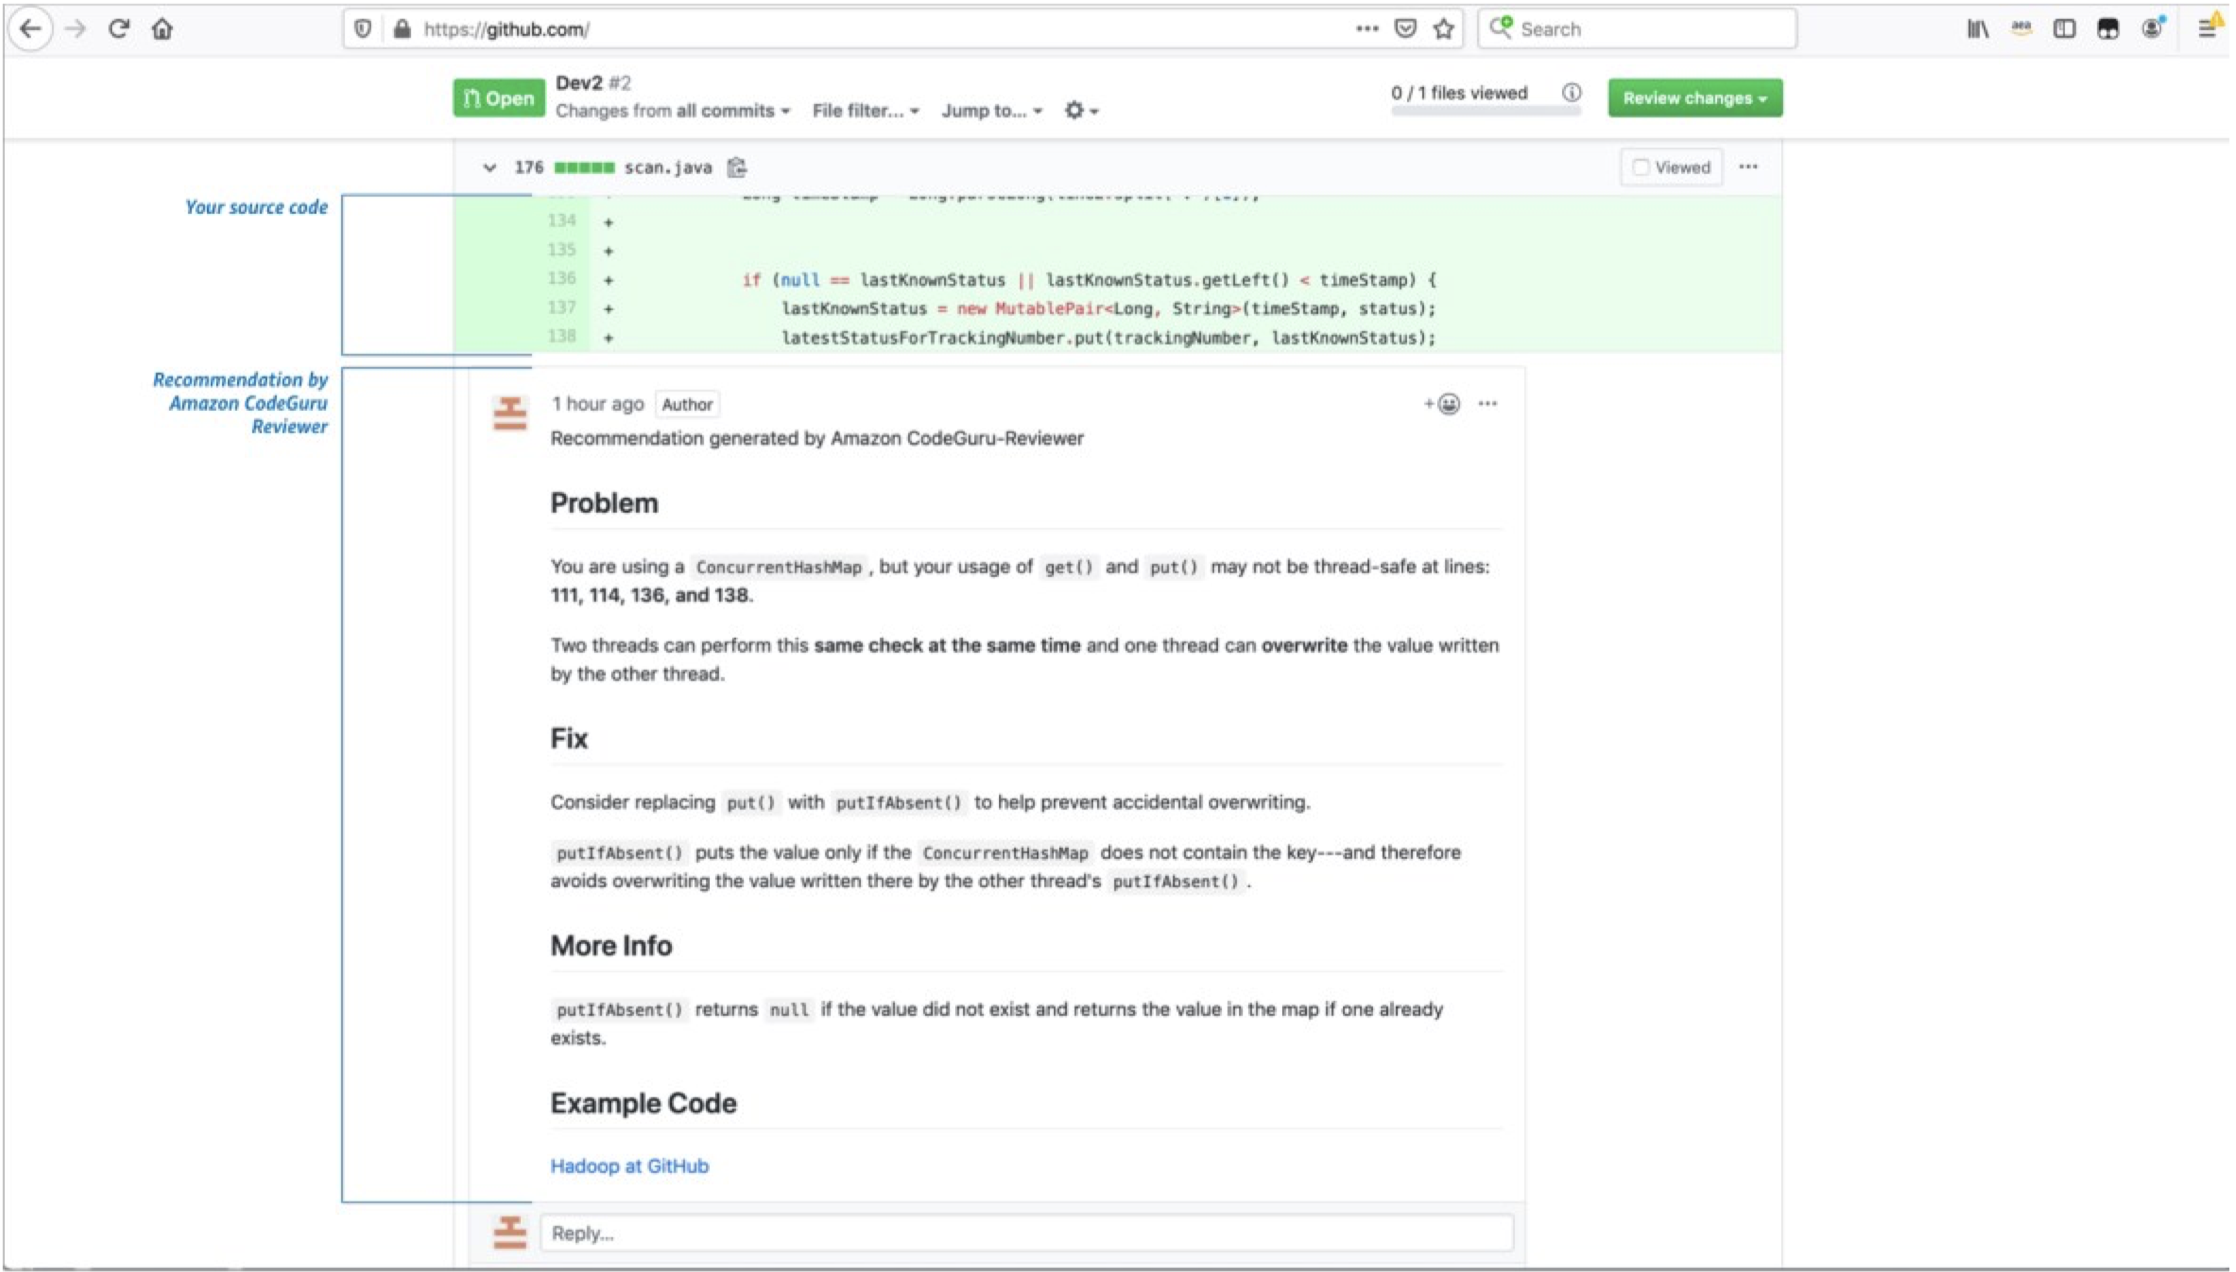 https://github.com/
Search
Open
Dev2 #2
Changes from all commits
File filter...
Jump to...
0 / 1 files viewed
Review changes
176
scan.java
Viewed
Your source code
134 +
135 +
136 + if (null == lastKnownStatus || lastKnownStatus.getLeft() < timeStamp) {
137 + lastKnownStatus = new MutablePair<Long, String>(timeStamp, status);
138 + latestStatusForTrackingNumber.put(trackingNumber, lastKnownStatus);
Recommendation by
Amazon CodeGuru
Reviewer
1 hour ago Author
Recommendation generated by Amazon CodeGuru-Reviewer
Problem
You are using a ConcurrentHashMap , but your usage of get() and put() may not be thread-safe at lines:
111, 114, 136, and 138.
Two threads can perform this same check at the same time and one thread can overwrite the value written
by the other thread.
Fix
Consider replacing put() with putIfAbsent() to help prevent accidental overwriting.
putIfAbsent() puts the value only if the ConcurrentHashMap does not contain the key---and therefore
avoids overwriting the value written there by the other thread's putIfAbsent() .
More Info
putIfAbsent() returns null if the value did not exist and returns the value in the map if one already
exists.
Example Code
Hadoop at GitHub
Reply...